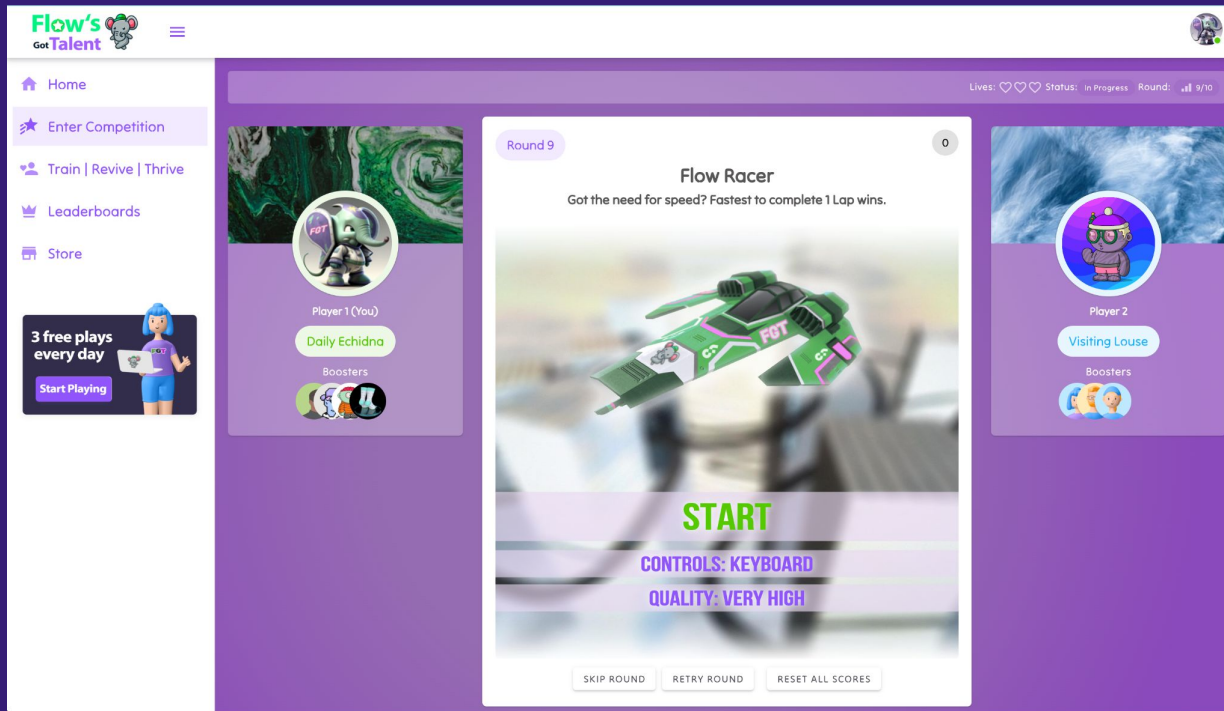 Flow's
Got Talent
Home
Enter Competition
Train | Revive | Thrive
Leaderboards
Store
3 free plays
every day
FGT
Start Playing
Lives: Status: In Progress Round: 9/10
FGT
Player 1 (You)
Daily Echidna
Boosters
Round 9
0
Flow Racer
Got the need for speed? Fastest to complete 1 Lap wins.
FGT
START
CONTROLS: KEYBOARD
QUALITY: VERY HIGH
SKIP ROUND
RETRY ROUND
RESET ALL SCORES
Player 2
Visiting Louse
Boosters